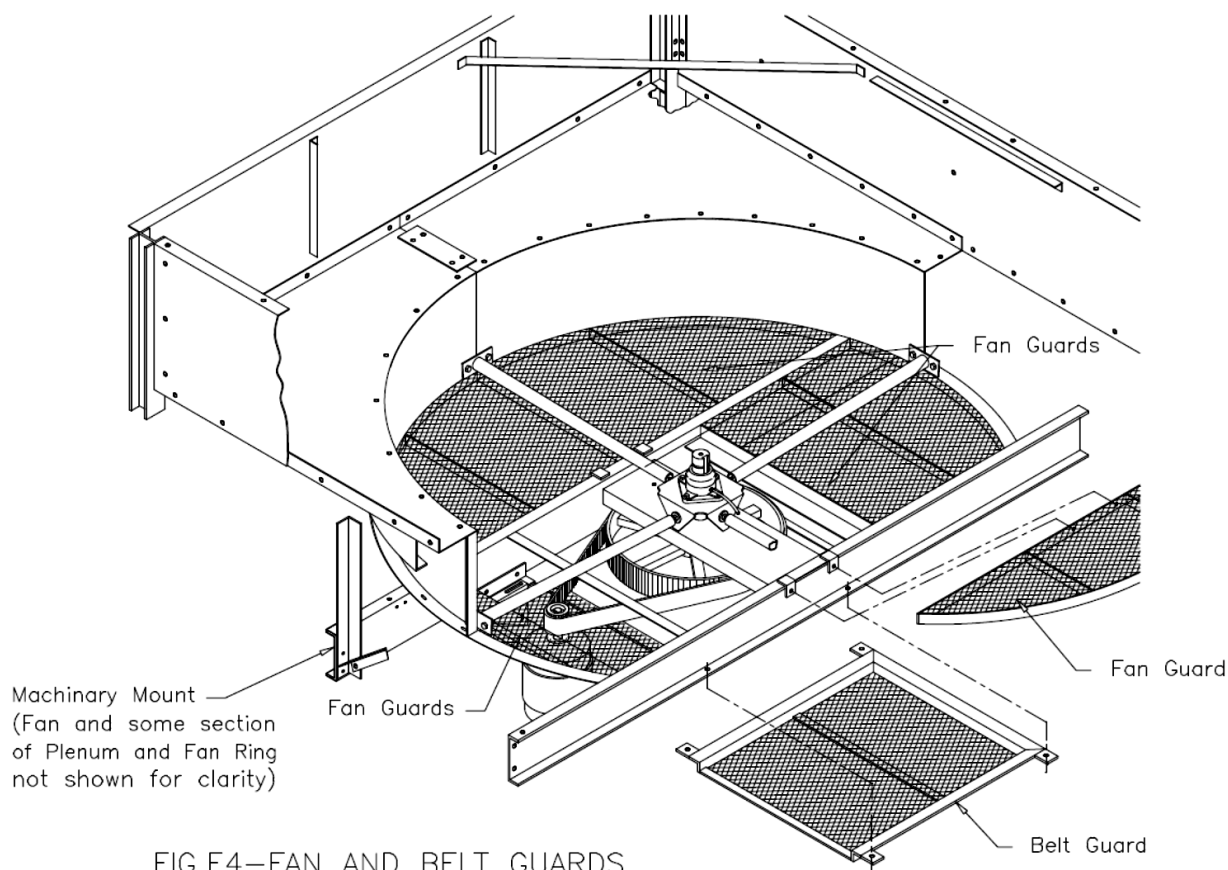 Fan Guards
Fan Guard
Machinary Mount
(Fan and some section
of Plenum and Fan Ring
not shown for clarity)
Fan Guards
Belt Guard
FIG.F4-FAN AND BELT GUARDS